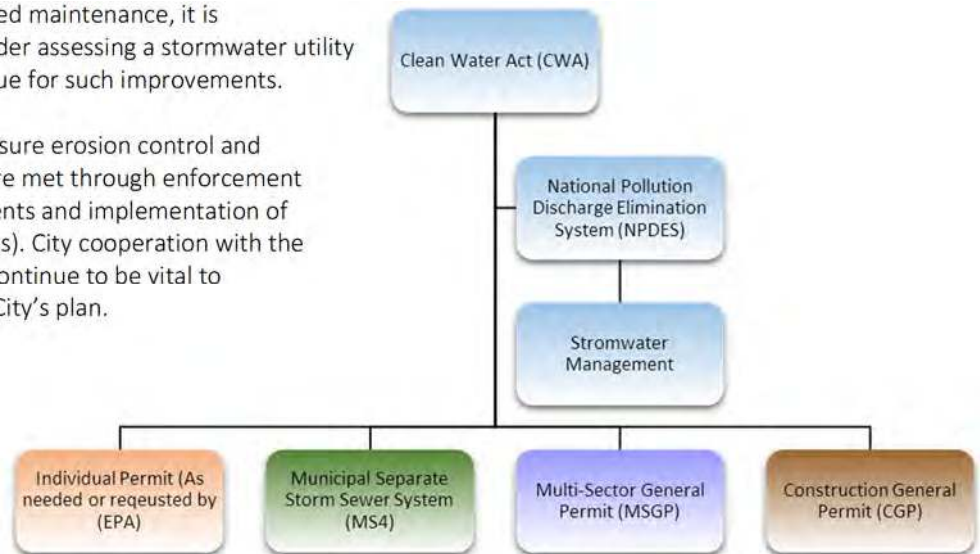 ed maintenance, it is
der assessing a stormwater utility
ue for such improvements.
sure erosion control and
re met through enforcement
ents and implementation of
s). City cooperation with the
ontinue to be vital to
City's plan.
Clean Water Act (CWA)
National Pollution
Discharge Elimination
System (NPDES)
Stromwater
Management
Individual Permit (As
needed or reqeusted by
(EPA)
Municipal Separate
Storm Sewer System
(MS4)
Multi-Sector General
Permit (MSGP)
Construction General
Permit (CGP)